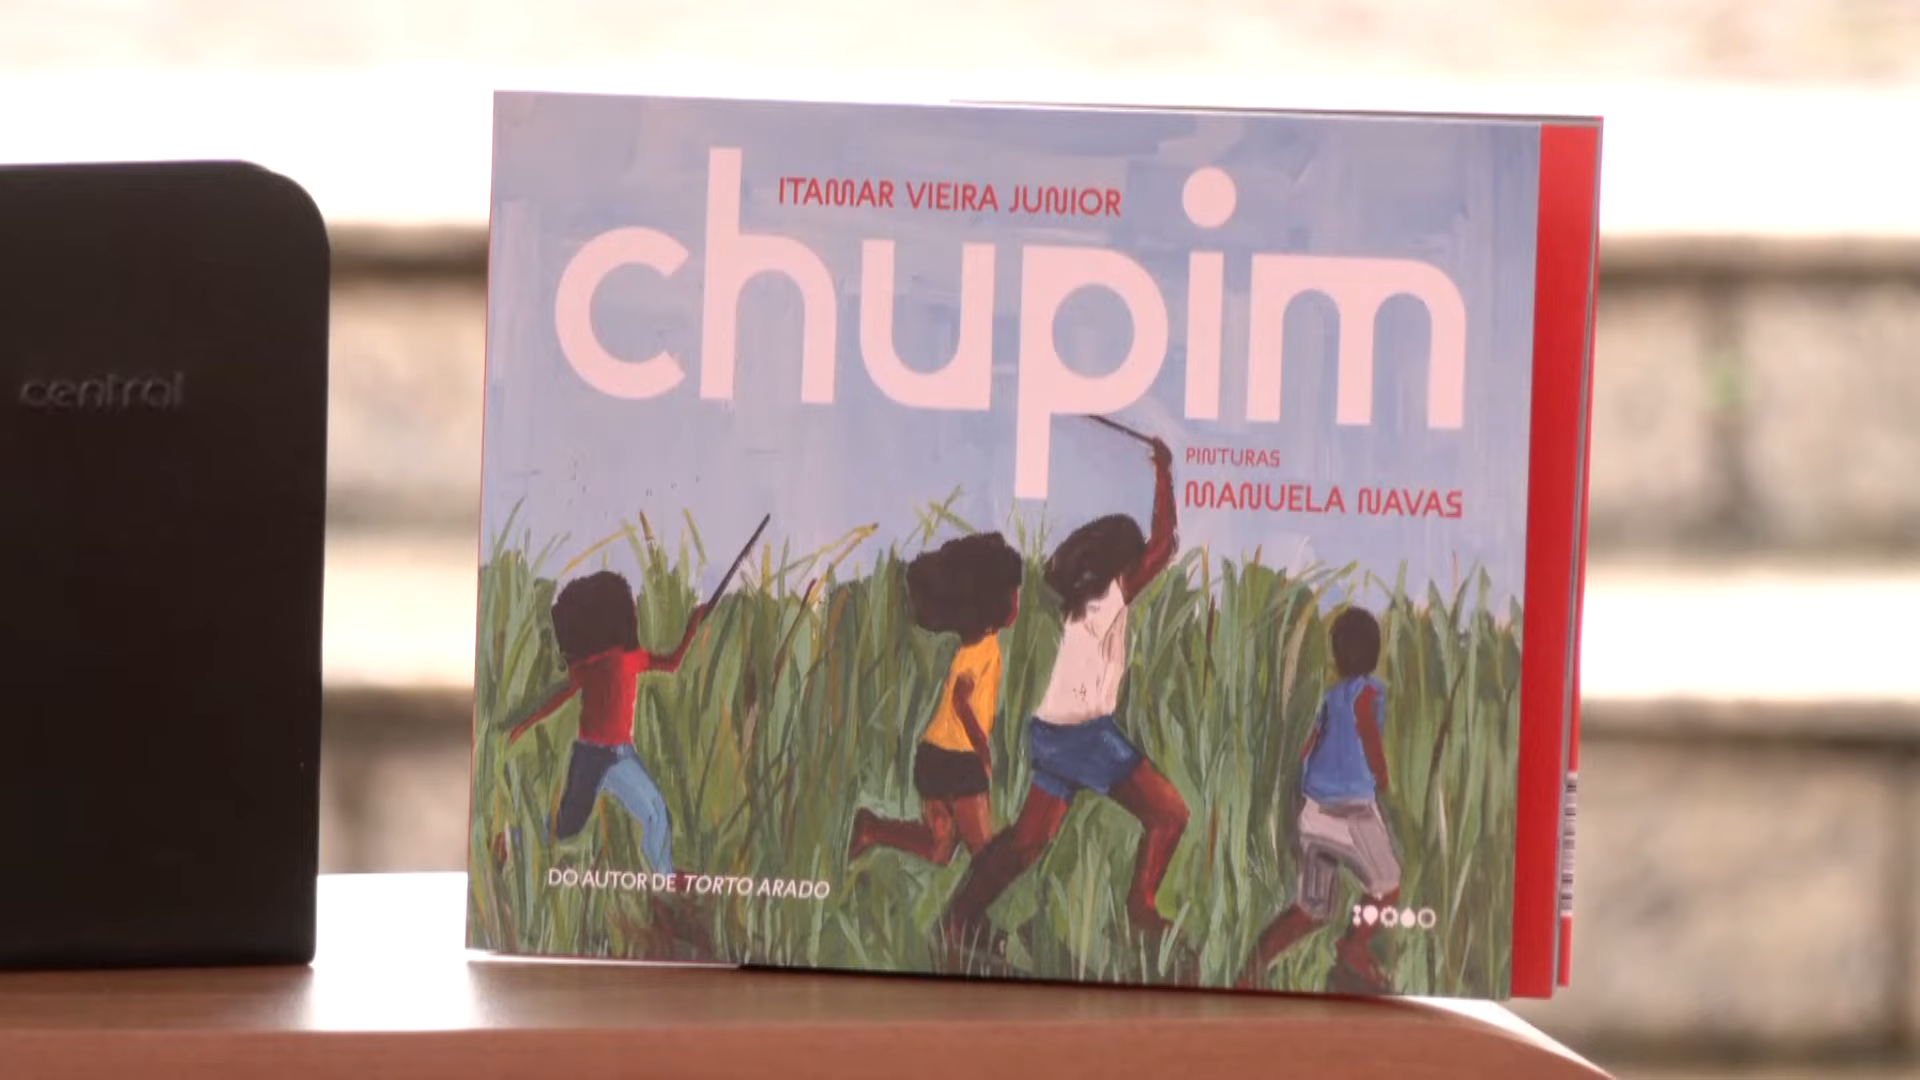 central
ITAMAR VIEIRA JUNIOR
chupim
PINTURAS
MANUELA NAVAS
DO AUTOR DE TORTO ARADO